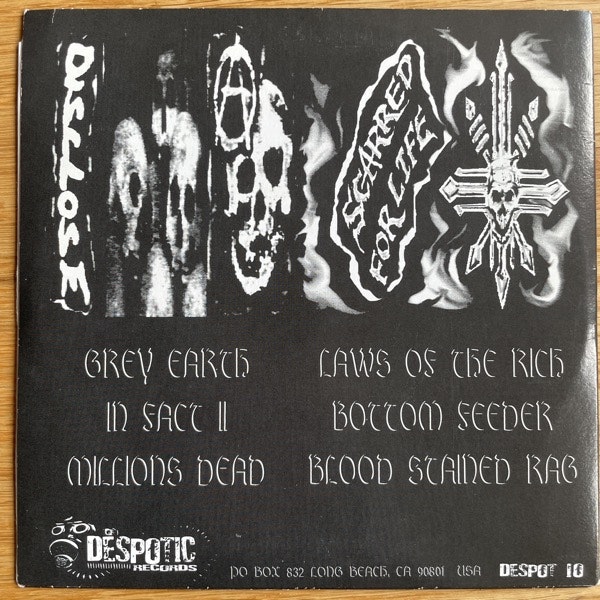 DISCLOSE
A
SCARRED
FOR LIFE
GREY EARTH
IN FACT II
MILLIONS DEAD
LAWS OF THE RICH
BOTTOM FEEDER
BLOOD STAINED RAG
DESPOTIC
RECORDS
PO BOX 832 LONG BEACH, CA 90801 USA
DESPOT 10